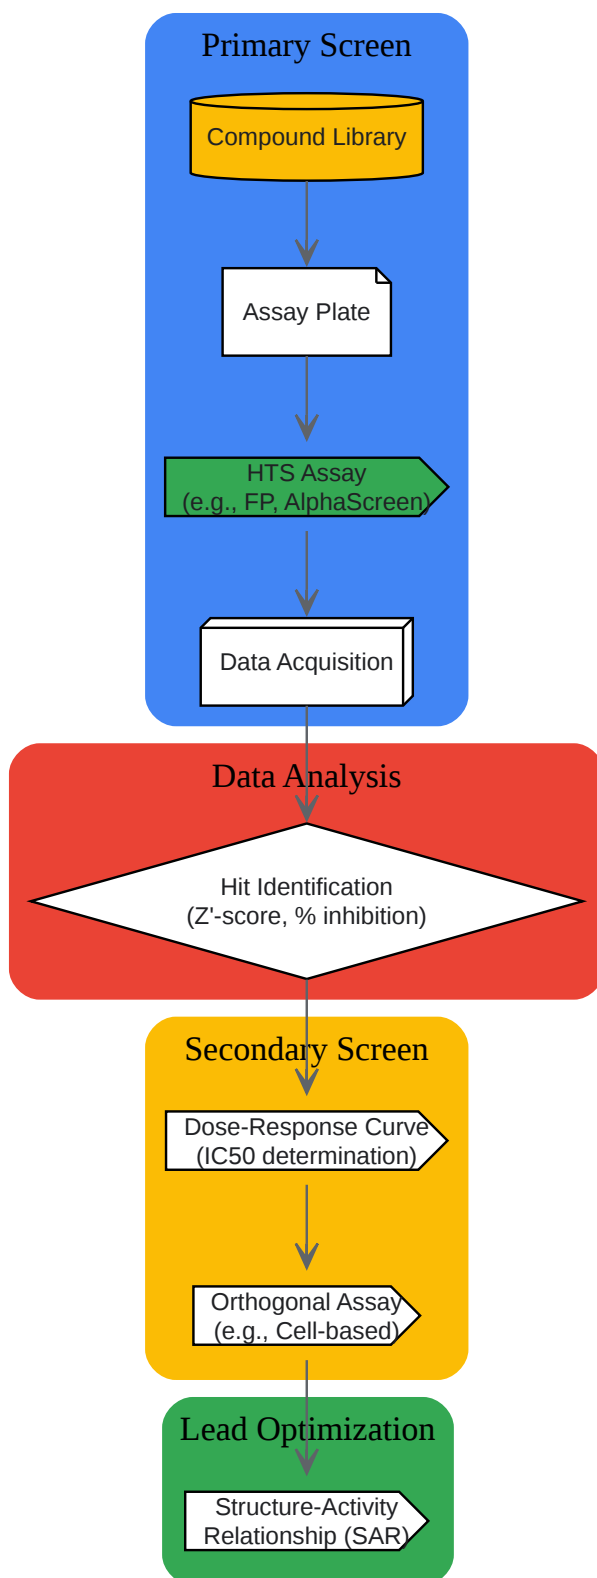 Primary Screen
Compound Library
Assay Plate
HTS Assay
(e.g., FP, AlphaScreen)
Data Acquisition
Data Analysis
Hit Identification
(Z'-score, % inhibition)
Secondary Screen
Dose-Response Curve
(IC50 determination)
Orthogonal Assay
(e.g., Cell-based)
Lead Optimization
Structure-Activity
Relationship (SAR)